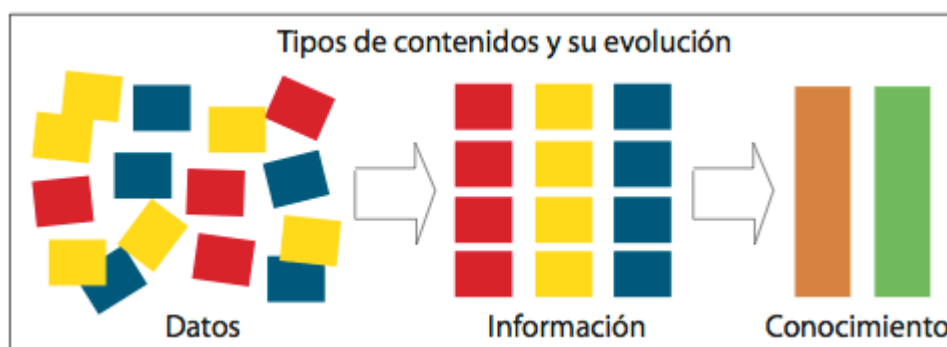 Tipos de contenidos y su evolución
Datos
Información
Conocimiento